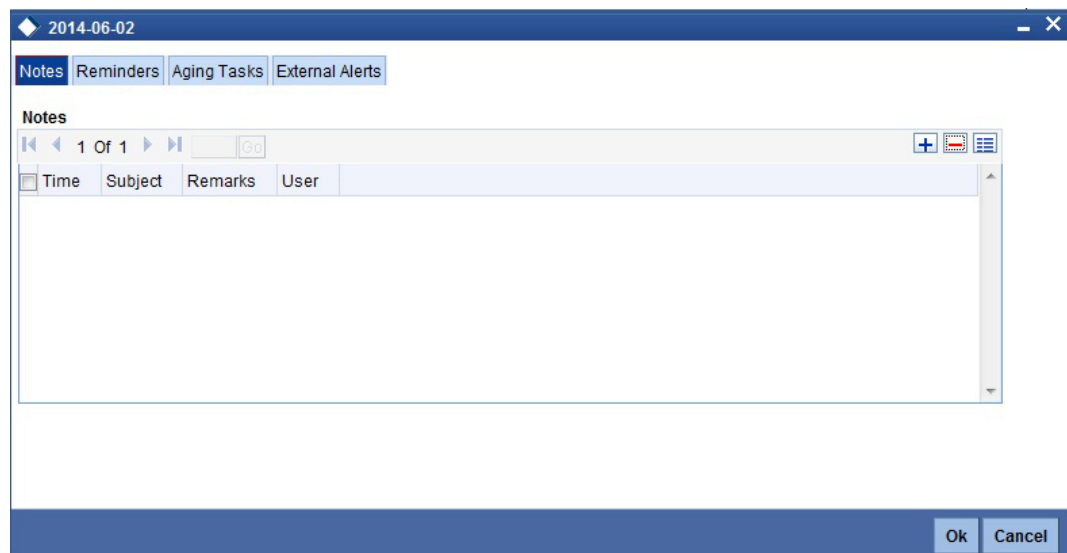 2014-06-02
Notes Reminders Aging Tasks External Alerts
Notes
1 Of 1 Go
Time Subject Remarks User
Ok Cancel